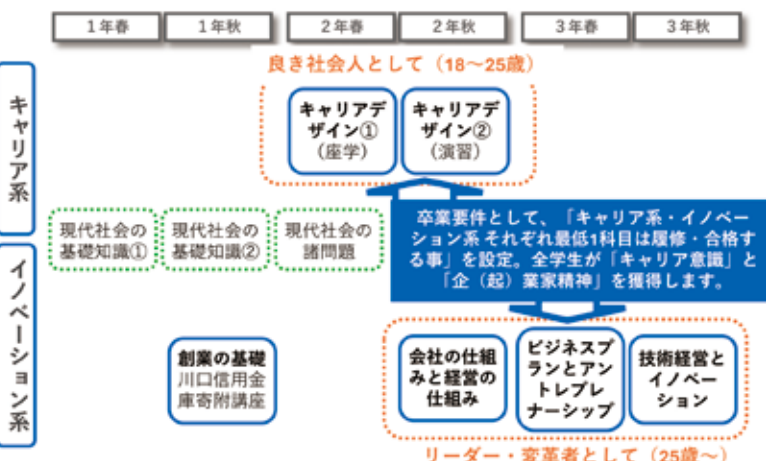 1年春
1年秋
2年春
2年秋
3年春
3年秋
良き社会人として（18〜25歳）
キャリア系
キャリアデ
ザイン①
（座学）
キャリアデ
ザイン②
（演習）
現代社会の
基礎知識①
現代社会の
基礎知識②
現代社会の
諸問題
卒業要件として、「キャリア系・イノベー
ション系 それぞれ最低1科目は履修・合格す
る事」を設定。全学生が「キャリア意識」と
「企（起）業家精神」を獲得します。
イノベーション系
創業の基礎
川口信用金
庫寄附講座
会社の仕組
みと経営の
仕組み
ビジネスプ
ランとアン
トレプレ
ナーシップ
技術経営と
イノベー
ション
リーダー・変革者として（25歳〜）